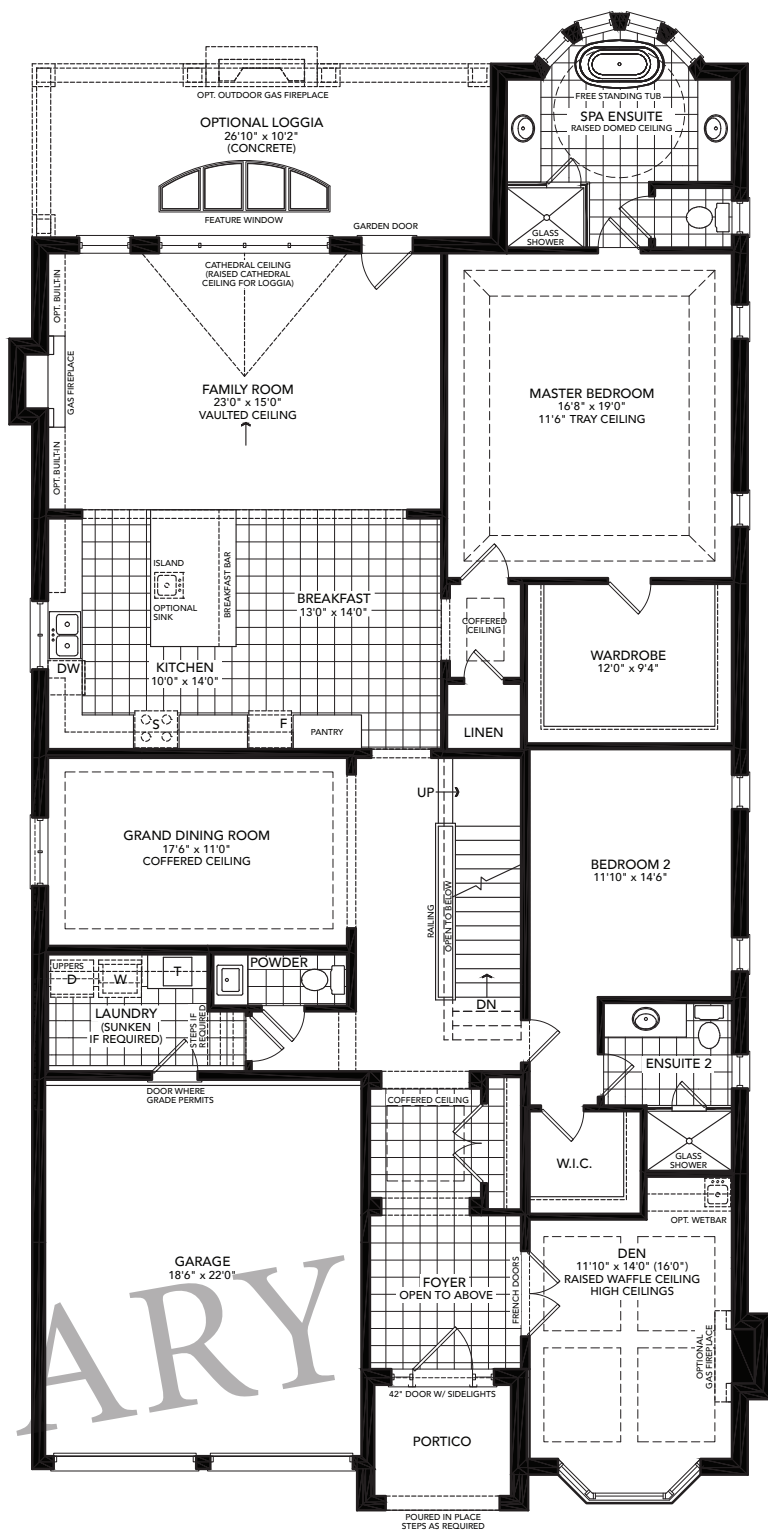 OPT. OUTDOOR GAS FIREPLACE
OPTIONAL LOGGIA
26'10" x 10'2"
(CONCRETE)
FEATURE WINDOW
GARDEN DOOR
FREE STANDING TUB
SPA ENSUITE
RAISED DOMED CEILING
GLASS
SHOWER
CATHEDRAL CEILING
(RAISED CATHEDRAL
CEILING FOR LOGGIA)
OPT. BUILT-IN
GAS FIREPLACE
OPT. BUILT-IN
FAMILY ROOM
23'0" x 15'0"
VAULTED CEILING
MASTER BEDROOM
16'8" x 19'0"
11'6" TRAY CEILING
ISLAND
OPTIONAL
SINK
BREAKFAST BAR
BREAKFAST
13'0" x 14'0"
KITCHEN
10'0" x 14'0"
DW
S
F
PANTRY
COFFERED
CEILING
LINEN
WARDROBE
12'0" x 9'4"
GRAND DINING ROOM
17'6" x 11'0"
COFFERED CEILING
UP
RAILING
OPEN TO BELOW
DN
BEDROOM 2
11'10" x 14'6"
UPPERS
D
W
T
LAUNDRY
(SUNKEN
IF REQUIRED)
STEPS IF
REQUIRED
POWDER
ENSUITE 2
GLASS
SHOWER
DOOR WHERE
GRADE PERMITS
COFFERED CEILING
W.I.C.
OPT. WETBAR
GARAGE
18'6" x 22'0"
FOYER
OPEN TO ABOVE
FRENCH DOORS
DEN
11'10" x 14'0" (16'0")
RAISED WAFFLE CEILING
HIGH CEILINGS
OPTIONAL
GAS FIREPLACE
ARY
42" DOOR W/ SIDELIGHTS
PORTICO
POURED IN PLACE
STEPS AS REQUIRED